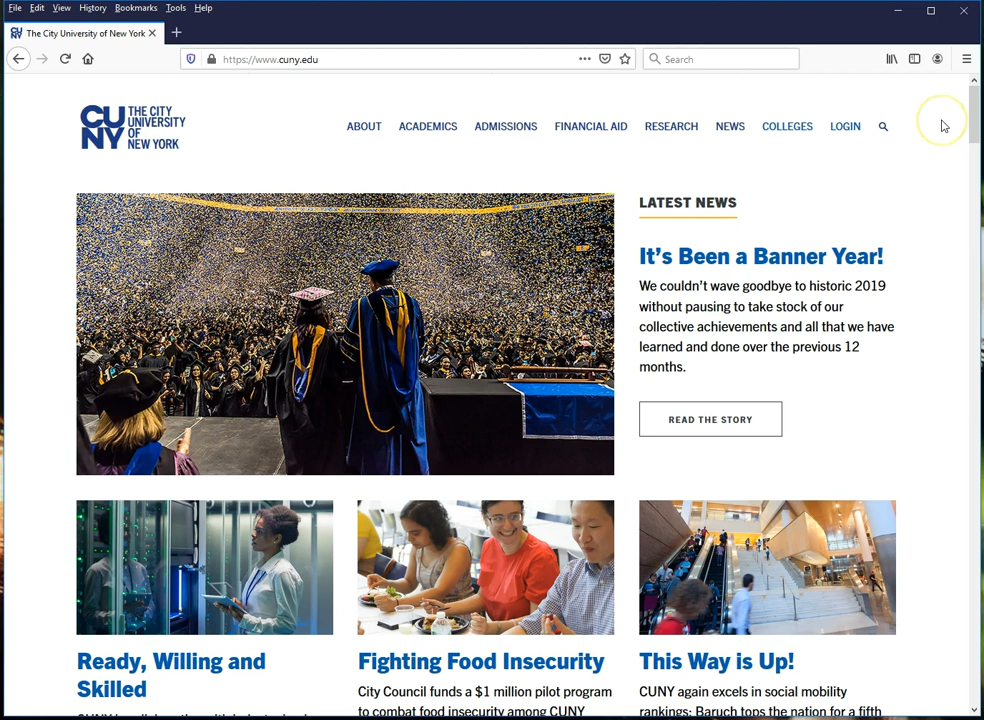 File Edit View History Bookmarks Tools Help
The City University of New York
https://www.cuny.edu
Search
CUNY THE CITY UNIVERSITY OF NEW YORK
ABOUT ACADEMICS ADMISSIONS FINANCIAL AID RESEARCH NEWS COLLEGES LOGIN
LATEST NEWS
It's Been a Banner Year!
We couldn't wave goodbye to historic 2019
without pausing to take stock of our
collective achievements and all that we have
learned and done over the previous 12
months.
READ THE STORY
Ready, Willing and
Skilled
Fighting Food Insecurity
City Council funds a $1 million pilot program
to combat food insecurity among CUNY
This Way is Up!
CUNY again excels in social mobility
rankings: Baruch tops the nation for a fifth